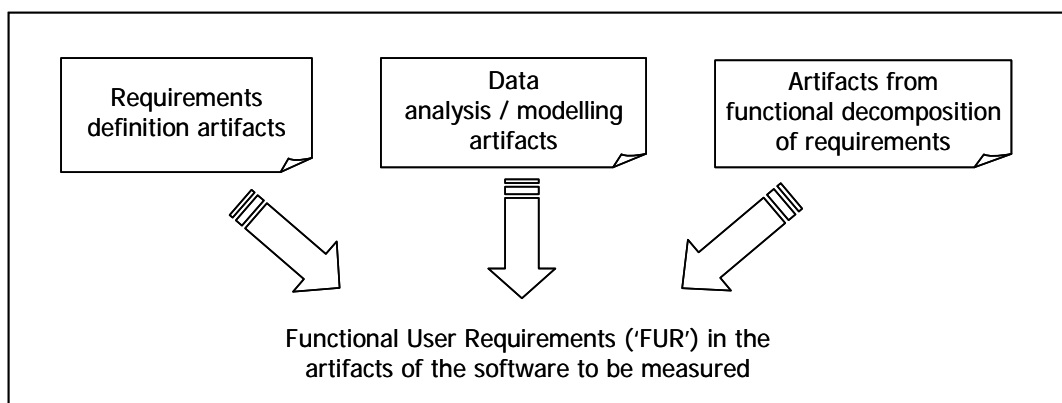 Requirements
definition artifacts
Data
analysis / modelling
artifacts
Artifacts from
functional decomposition
of requirements
Functional User Requirements (‘FUR’) in the
artifacts of the software to be measured